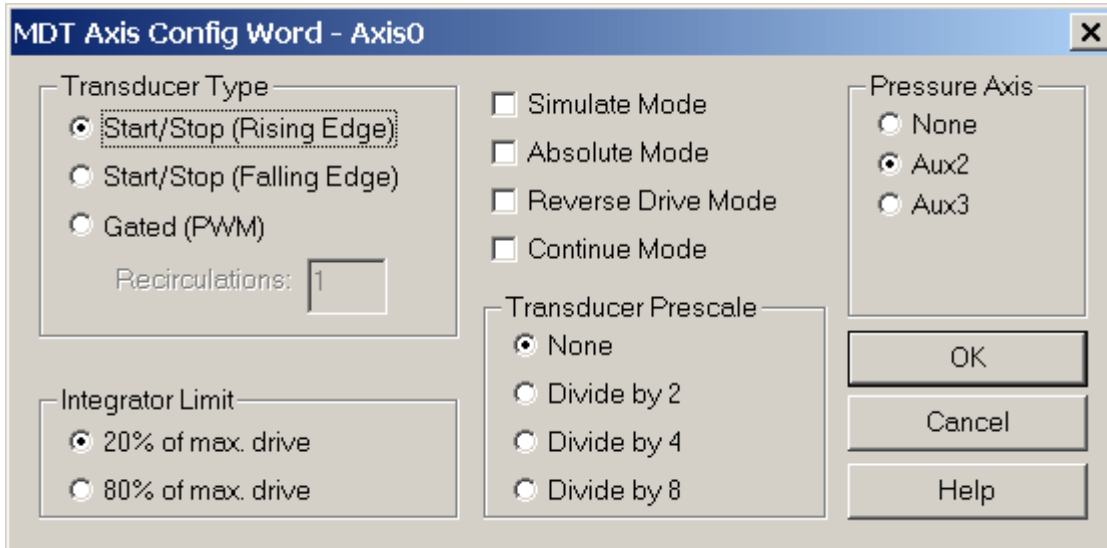 MDT Axis Config Word - Axis0
Transducer Type
Start/Stop (Rising Edge)
Start/Stop (Falling Edge)
Gated (PWM)
Recirculations: 1
Integrator Limit
20% of max. drive
80% of max. drive
Simulate Mode
Absolute Mode
Reverse Drive Mode
Continue Mode
Transducer Prescale
None
Divide by 2
Divide by 4
Divide by 8
Pressure Axis
None
Aux2
Aux3
OK
Cancel
Help